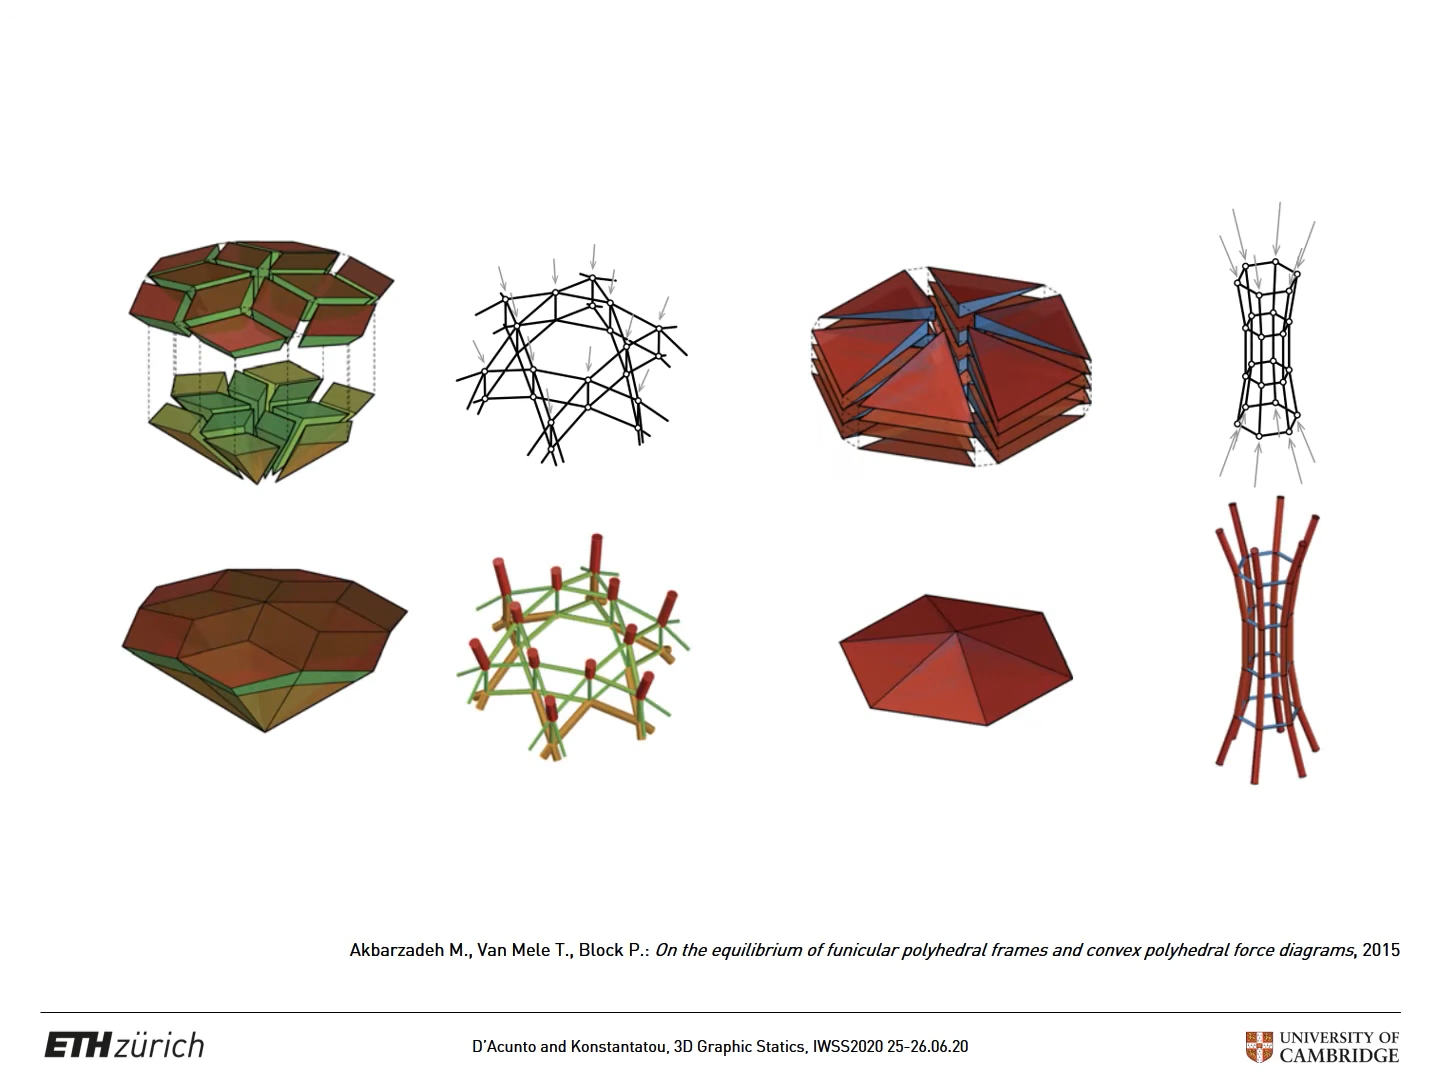 Akbarzadeh M., Van Mele T., Block P.: On the equilibrium of funicular polyhedral frames and convex polyhedral force diagrams, 2015
ETH zürich
D'Acunto and Konstantatou, 3D Graphic Statics, IWSS2020 25-26.06.20
UNIVERSITY OF
CAMBRIDGE